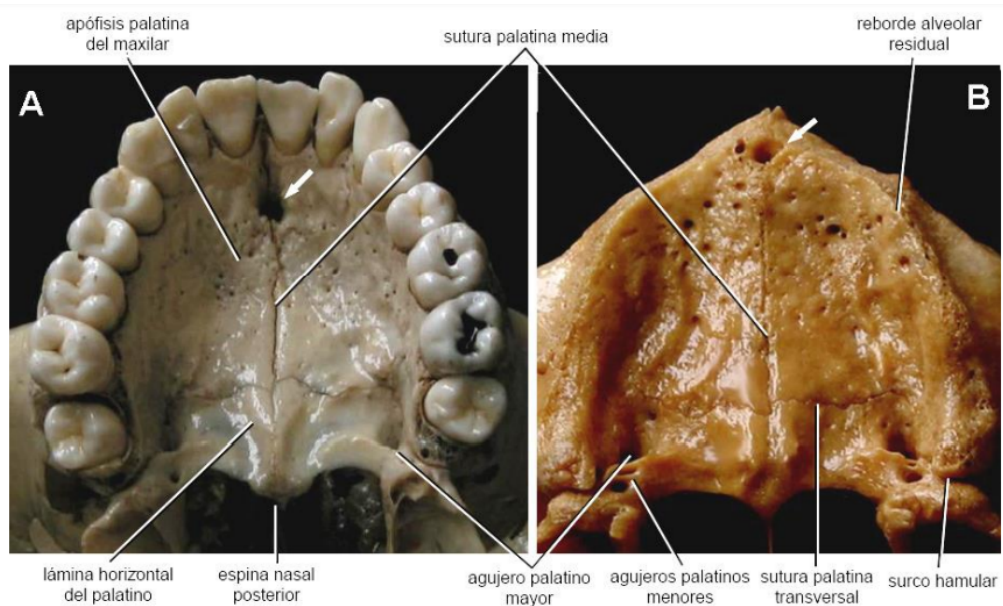 apófisis palatina
del maxilar
sutura palatina media
reborde alveolar
residual
A
B
lámina horizontal
del palatino
espina nasal
posterior
agujero palatino
mayor
agujeros palatinos
menores
sutura palatina
transversal
surco hamular